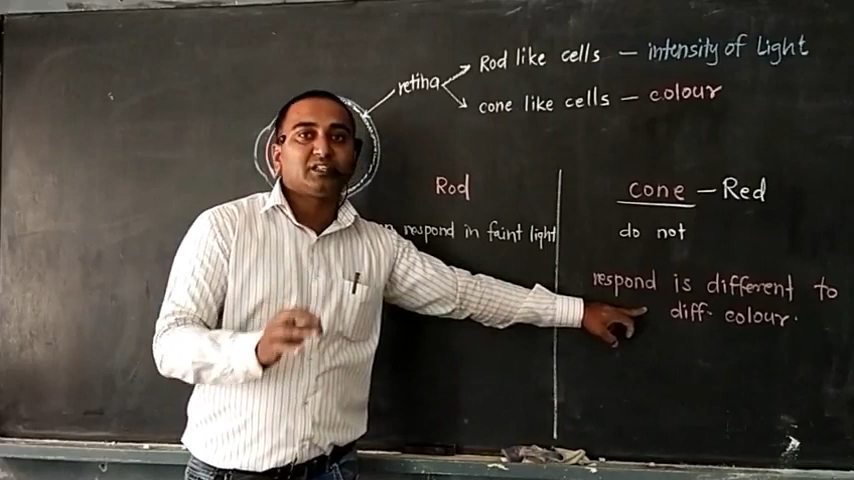 retina
Rod like cells – intensity of Light
cone like cells – colour
Rod
respond in faint light
cone – Red
do not
respond is different to
diff. colour.